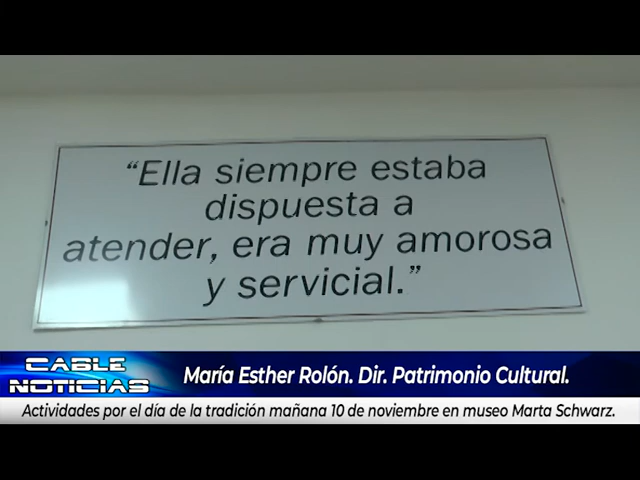 “Ella siempre estaba
dispuesta a
atender, era muy amorosa
y servicial.”
CABLE
NOTICIAS
María Esther Rolón. Dir. Patrimonio Cultural.
Actividades por el día de la tradición mañana 10 de noviembre en museo Marta Schwarz.